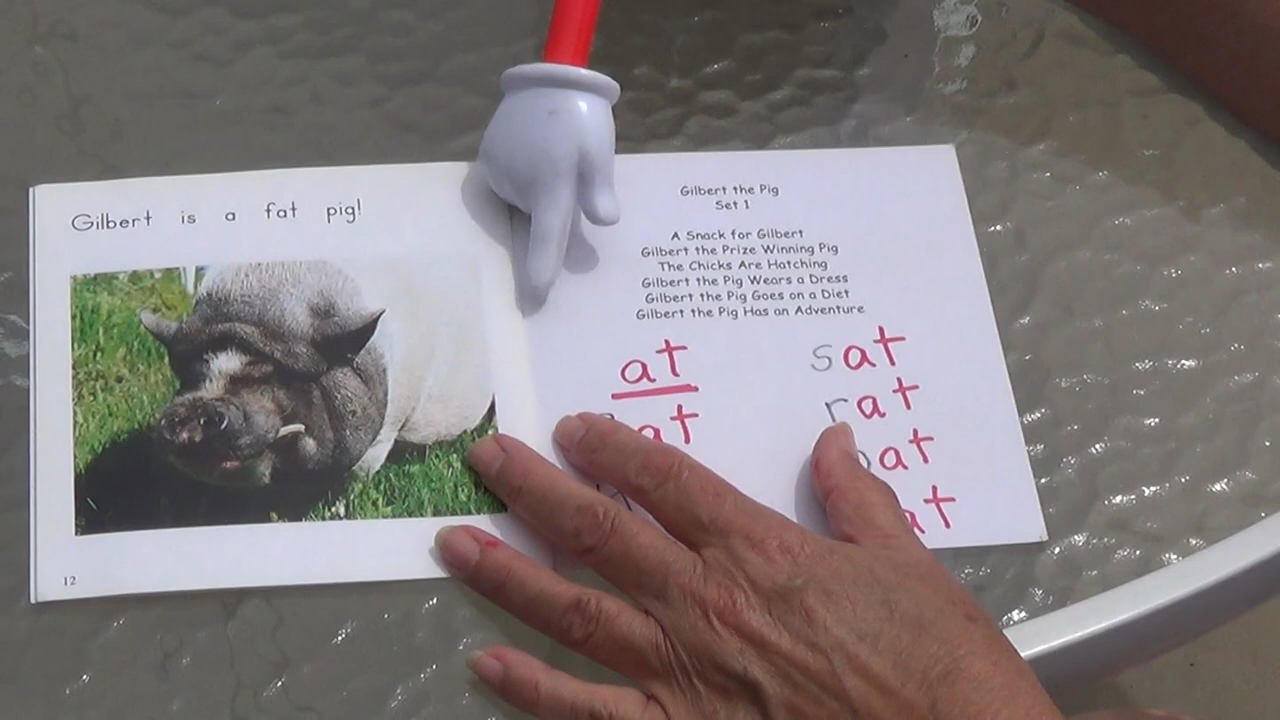 Gilbert is a fat pig!
12
Gilbert the Pig
Set 1
A Snack for Gilbert
Gilbert the Prize Winning Pig
The Chicks Are Hatching
Gilbert the Pig Wears a Dress
Gilbert the Pig Goes on a Diet
Gilbert the Pig Has an Adventure
at
sat
rat